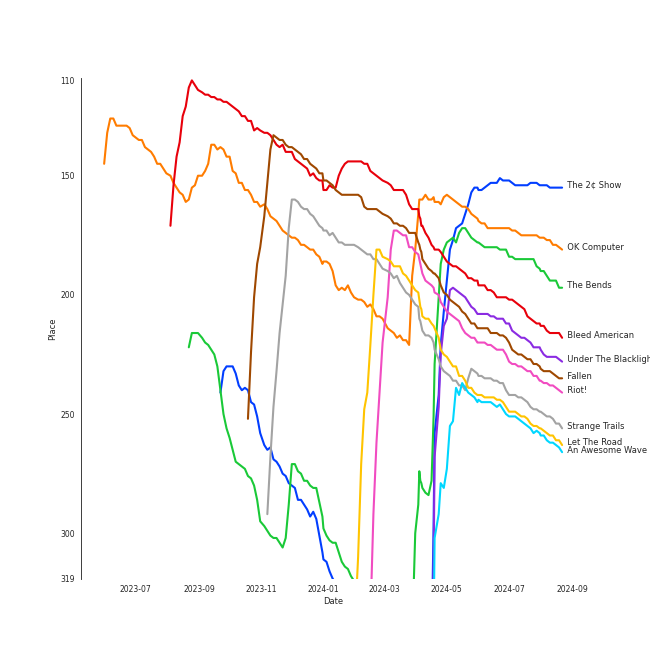 110
150
200
250
300
319
Place
2023-07
2023-09
2023-11
2024-01
2024-03
2024-05
2024-07
2024-09
Date
The 2¢ Show
OK Computer
The Bends
Bleed American
Under The Blackligh
Fallen
Riot!
Strange Trails
Let The Road
An Awesome Wave